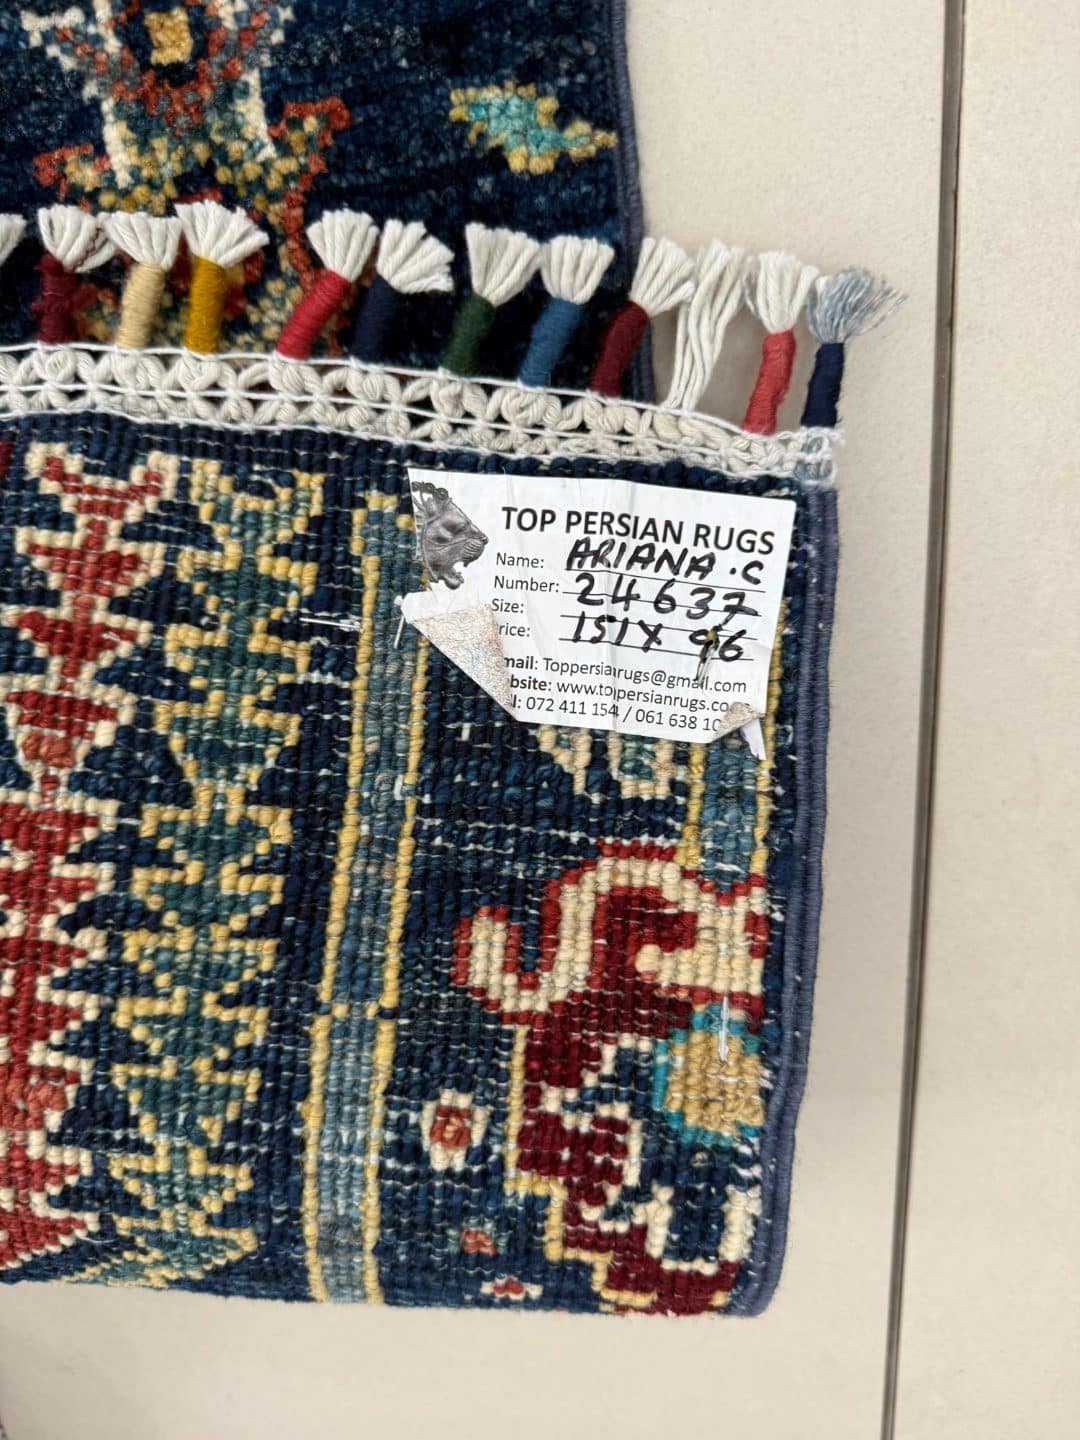 TOP PERSIAN RUGS
Name: ARIANA .C
Number: 24637
Size: 151X 96
rice:
mail: Toppersianrugs@gmail.com
bsite: www.toppersianrugs.co
l: 072 411 154 / 061 638 10